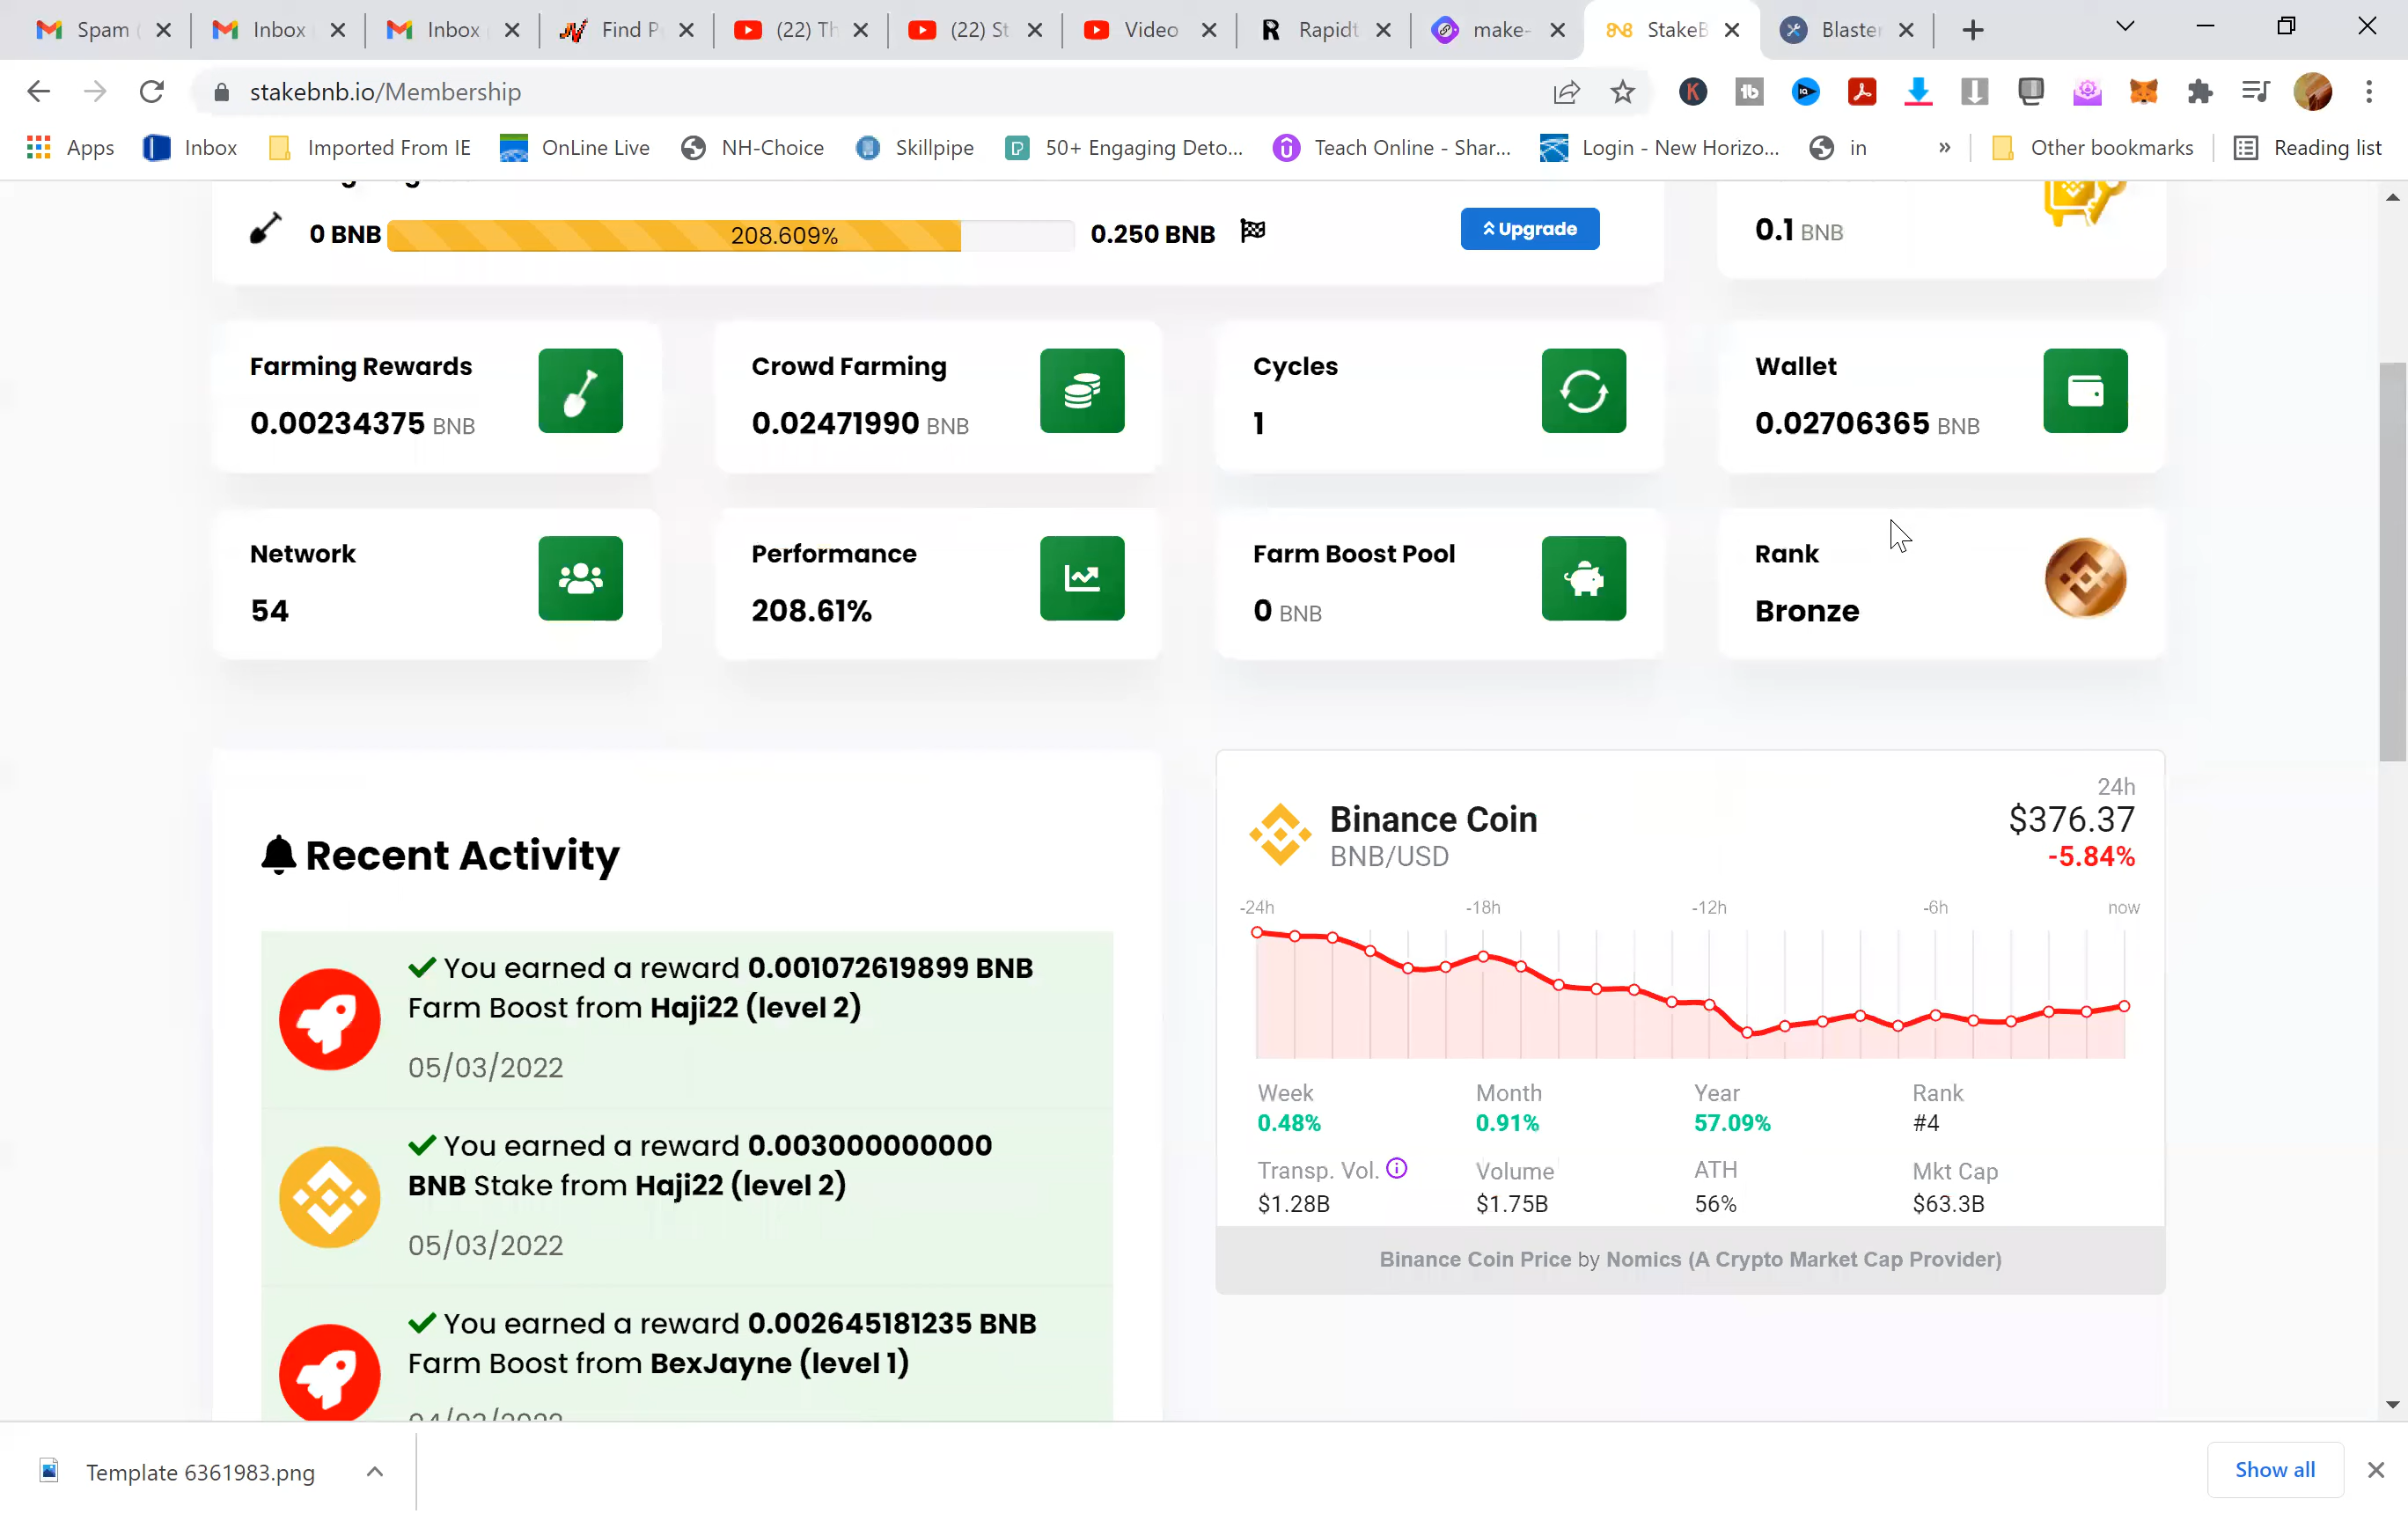 Spam
Inbox
Inbox
Find P
(22) Th
(22) St
Video
Rapidt
make-
StakeB
Blaster
stakebnb.io/Membership
Apps
Inbox
Imported From IE
OnLine Live
NH-Choice
Skillpipe
50+ Engaging Deto...
Teach Online - Shar...
Login - New Horizo...
in
»
Other bookmarks
Reading list
0 BNB
208.609%
0.250 BNB
Upgrade
0.1 BNB
Farming Rewards
0.00234375 BNB
Crowd Farming
0.02471990 BNB
Cycles
1
Wallet
0.02706365 BNB
Network
54
Performance
208.61%
Farm Boost Pool
0 BNB
Rank
Bronze
Recent Activity
You earned a reward 0.001072619899 BNB
Farm Boost from Haji22 (level 2)
05/03/2022
You earned a reward 0.003000000000
BNB Stake from Haji22 (level 2)
05/03/2022
You earned a reward 0.002645181235 BNB
Farm Boost from BexJayne (level 1)
04/03/2022
Binance Coin
BNB/USD
24h
$376.37
-5.84%
-24h
-18h
-12h
-6h
now
Week
0.48%
Month
0.91%
Year
57.09%
Rank
#4
Transp. Vol.
$1.28B
Volume
$1.75B
ATH
56%
Mkt Cap
$63.3B
Binance Coin Price by Nomics (A Crypto Market Cap Provider)
Template 6361983.png
Show all